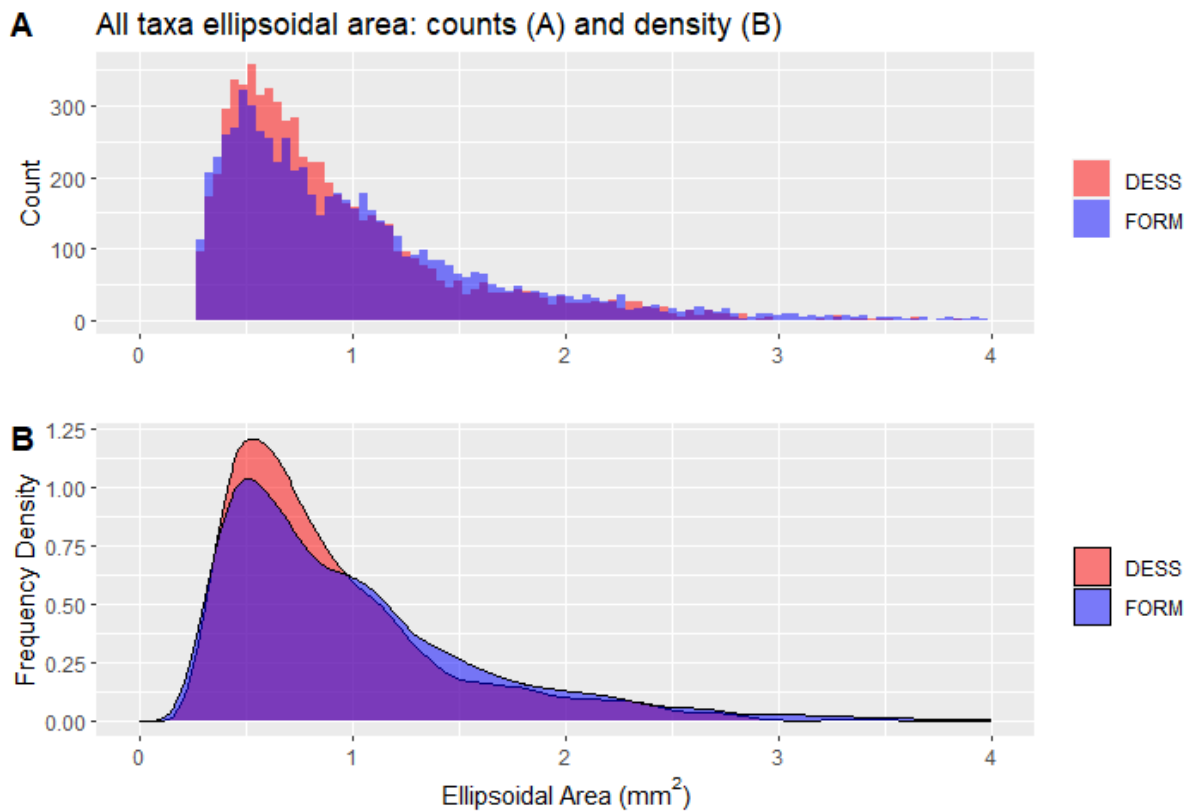 A
All taxa ellipsoidal area: counts (A) and density (B)
Count
300
200
100
0
0 1 2 3 4
DESS
FORM
B
Frequency Density
1.25
1.00
0.75
0.50
0.25
0.00
0 1 2 3 4
Ellipsoidal Area (mm²)
DESS
FORM